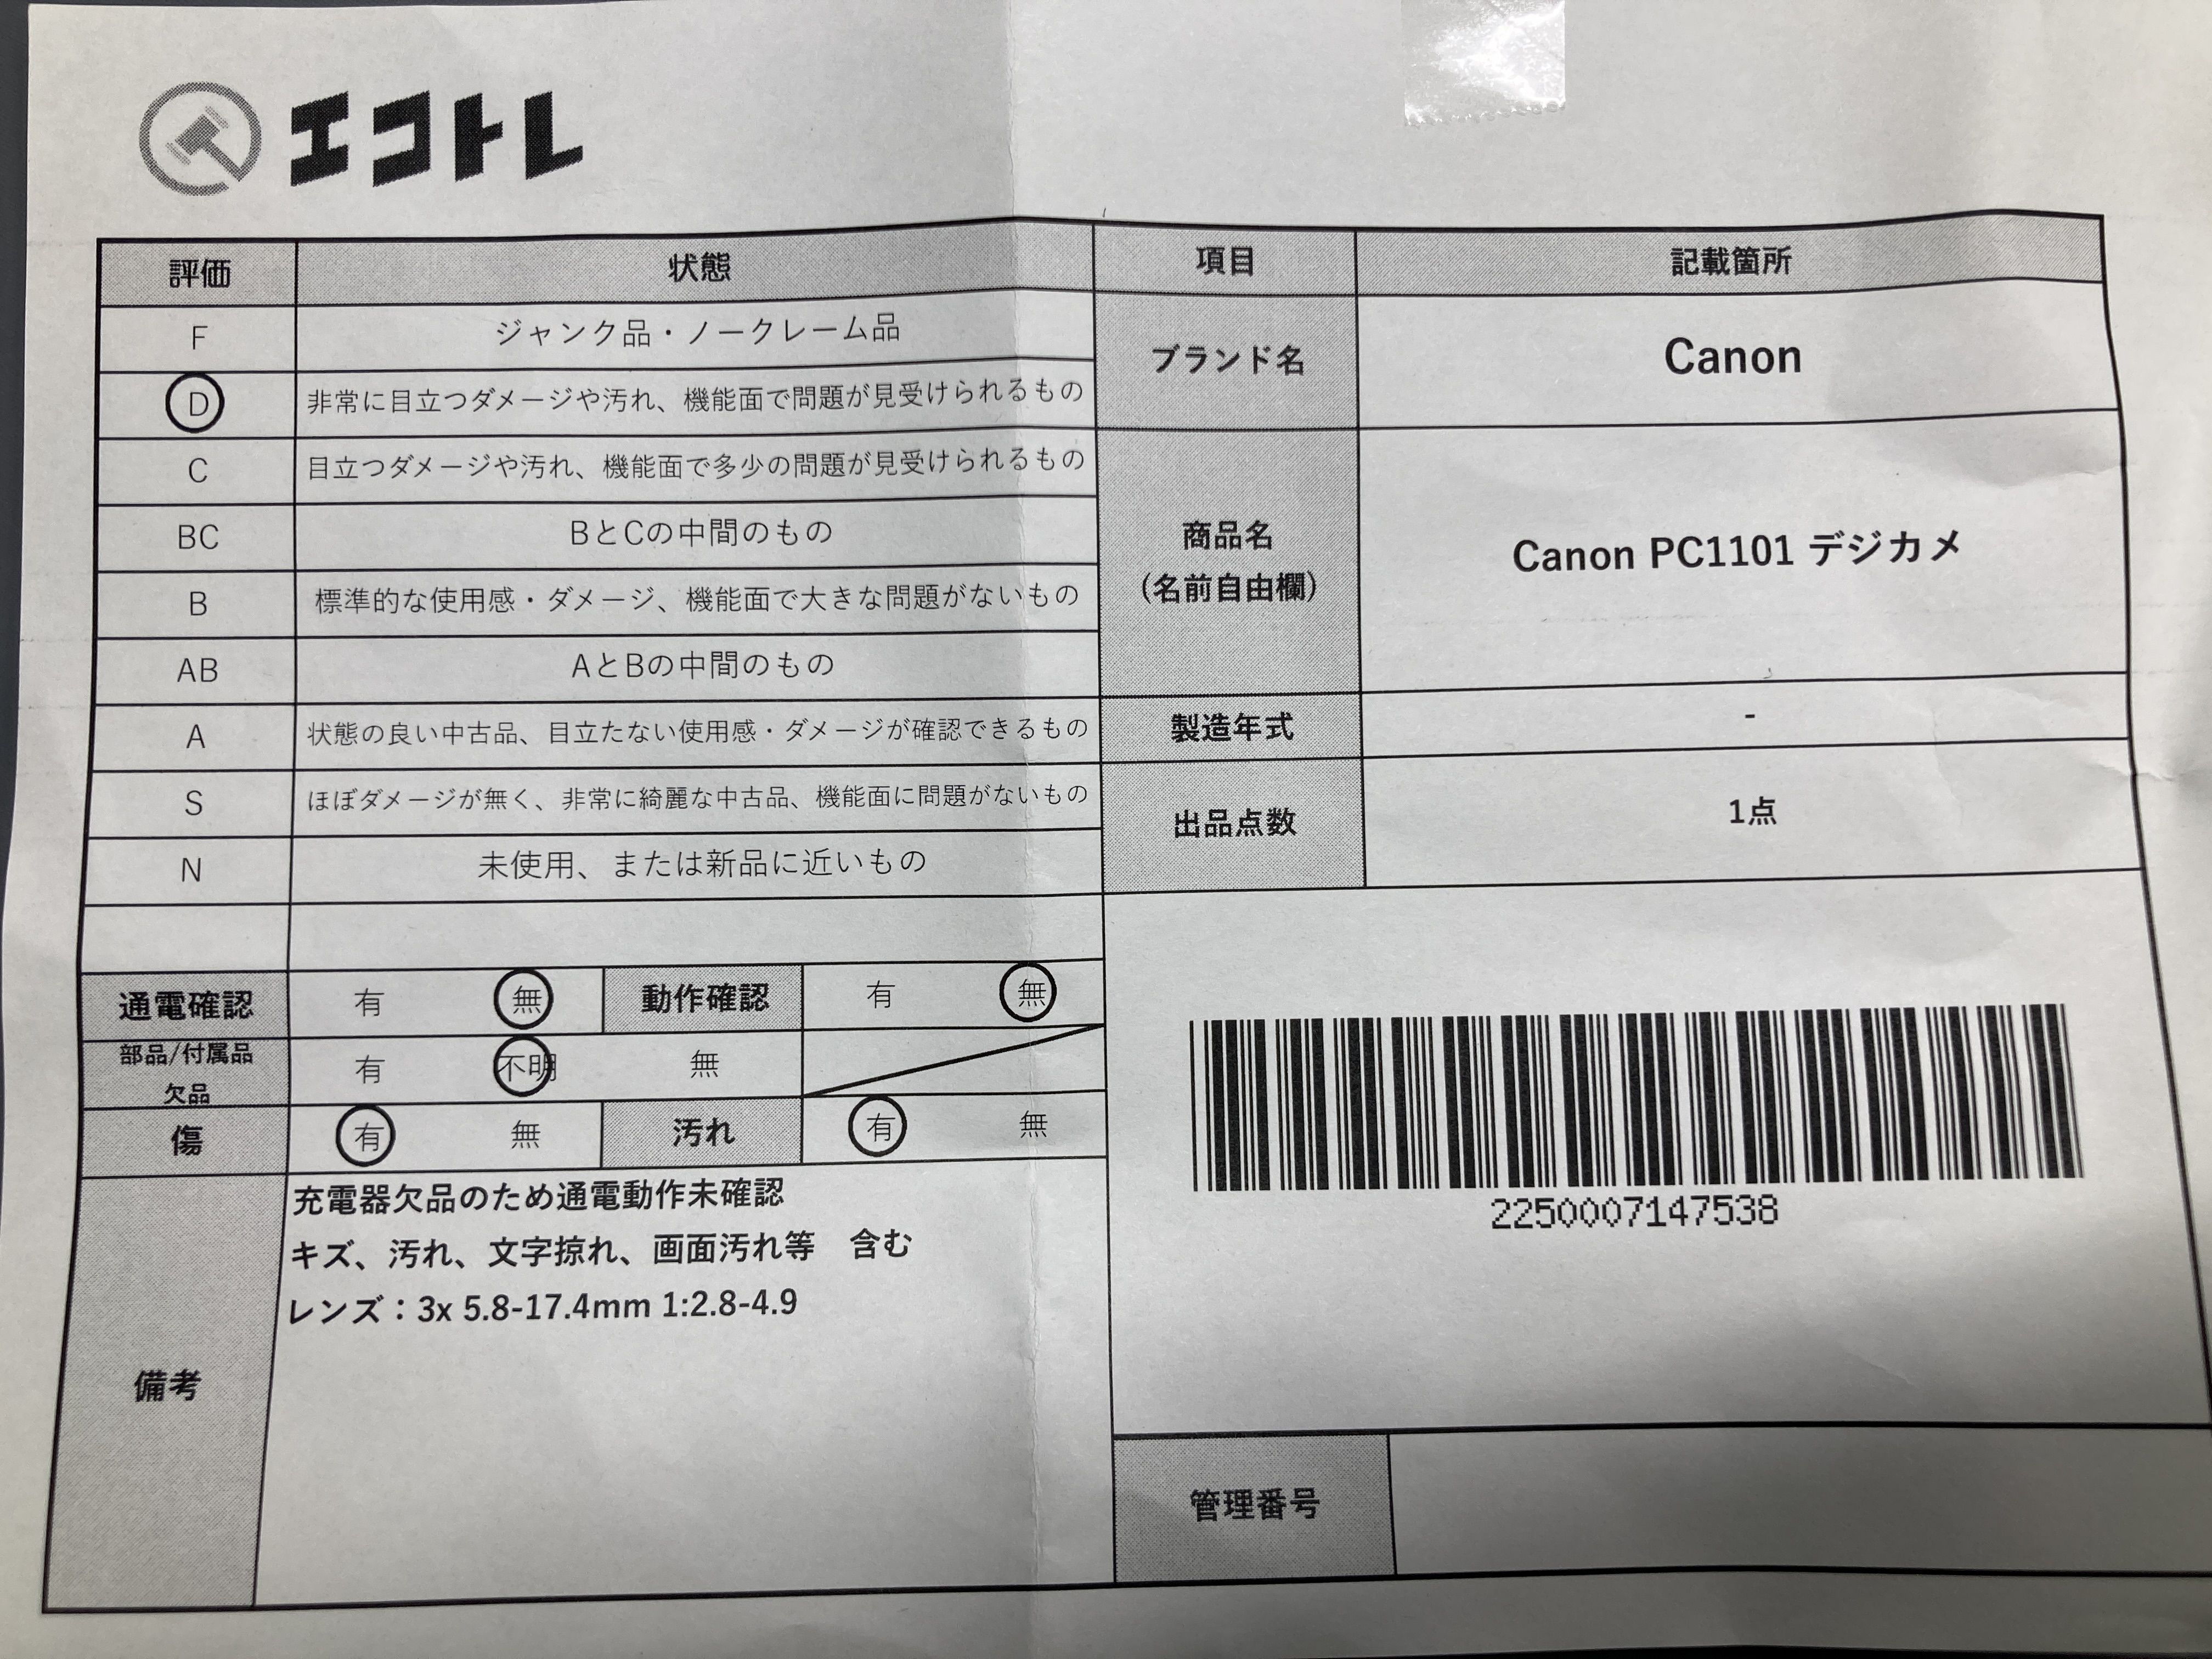 エコトレ
評価 状態 項目 記載箇所
F ジャンク品・ノークレーム品
D 非常に目立つダメージや汚れ、機能面で問題が見受けられるもの
C 目立つダメージや汚れ、機能面で多少の問題が見受けられるもの
BC BとCの中間のもの
B 標準的な使用感・ダメージ、機能面で大きな問題がないもの
AB AとBの中間のもの
A 状態の良い中古品、目立たない使用感・ダメージが確認できるもの
S ほぼダメージが無く、非常に綺麗な中古品、機能面に問題がないもの
N 未使用、または新品に近いもの
ブランド名 Canon
商品名
(名前自由欄)
Canon PC1101 デジカメ
製造年式 -
出品点数 1点
通電確認 有 無 動作確認 有 無
部品/付属品
欠品
有 不明 無
傷 有 無 汚れ 有 無
備考
充電器欠品のため通電動作未確認
キズ、汚れ、文字掠れ、画面汚れ等　含む
レンズ：3x 5.8-17.4mm 1:2.8-4.9
2250007147538
管理番号